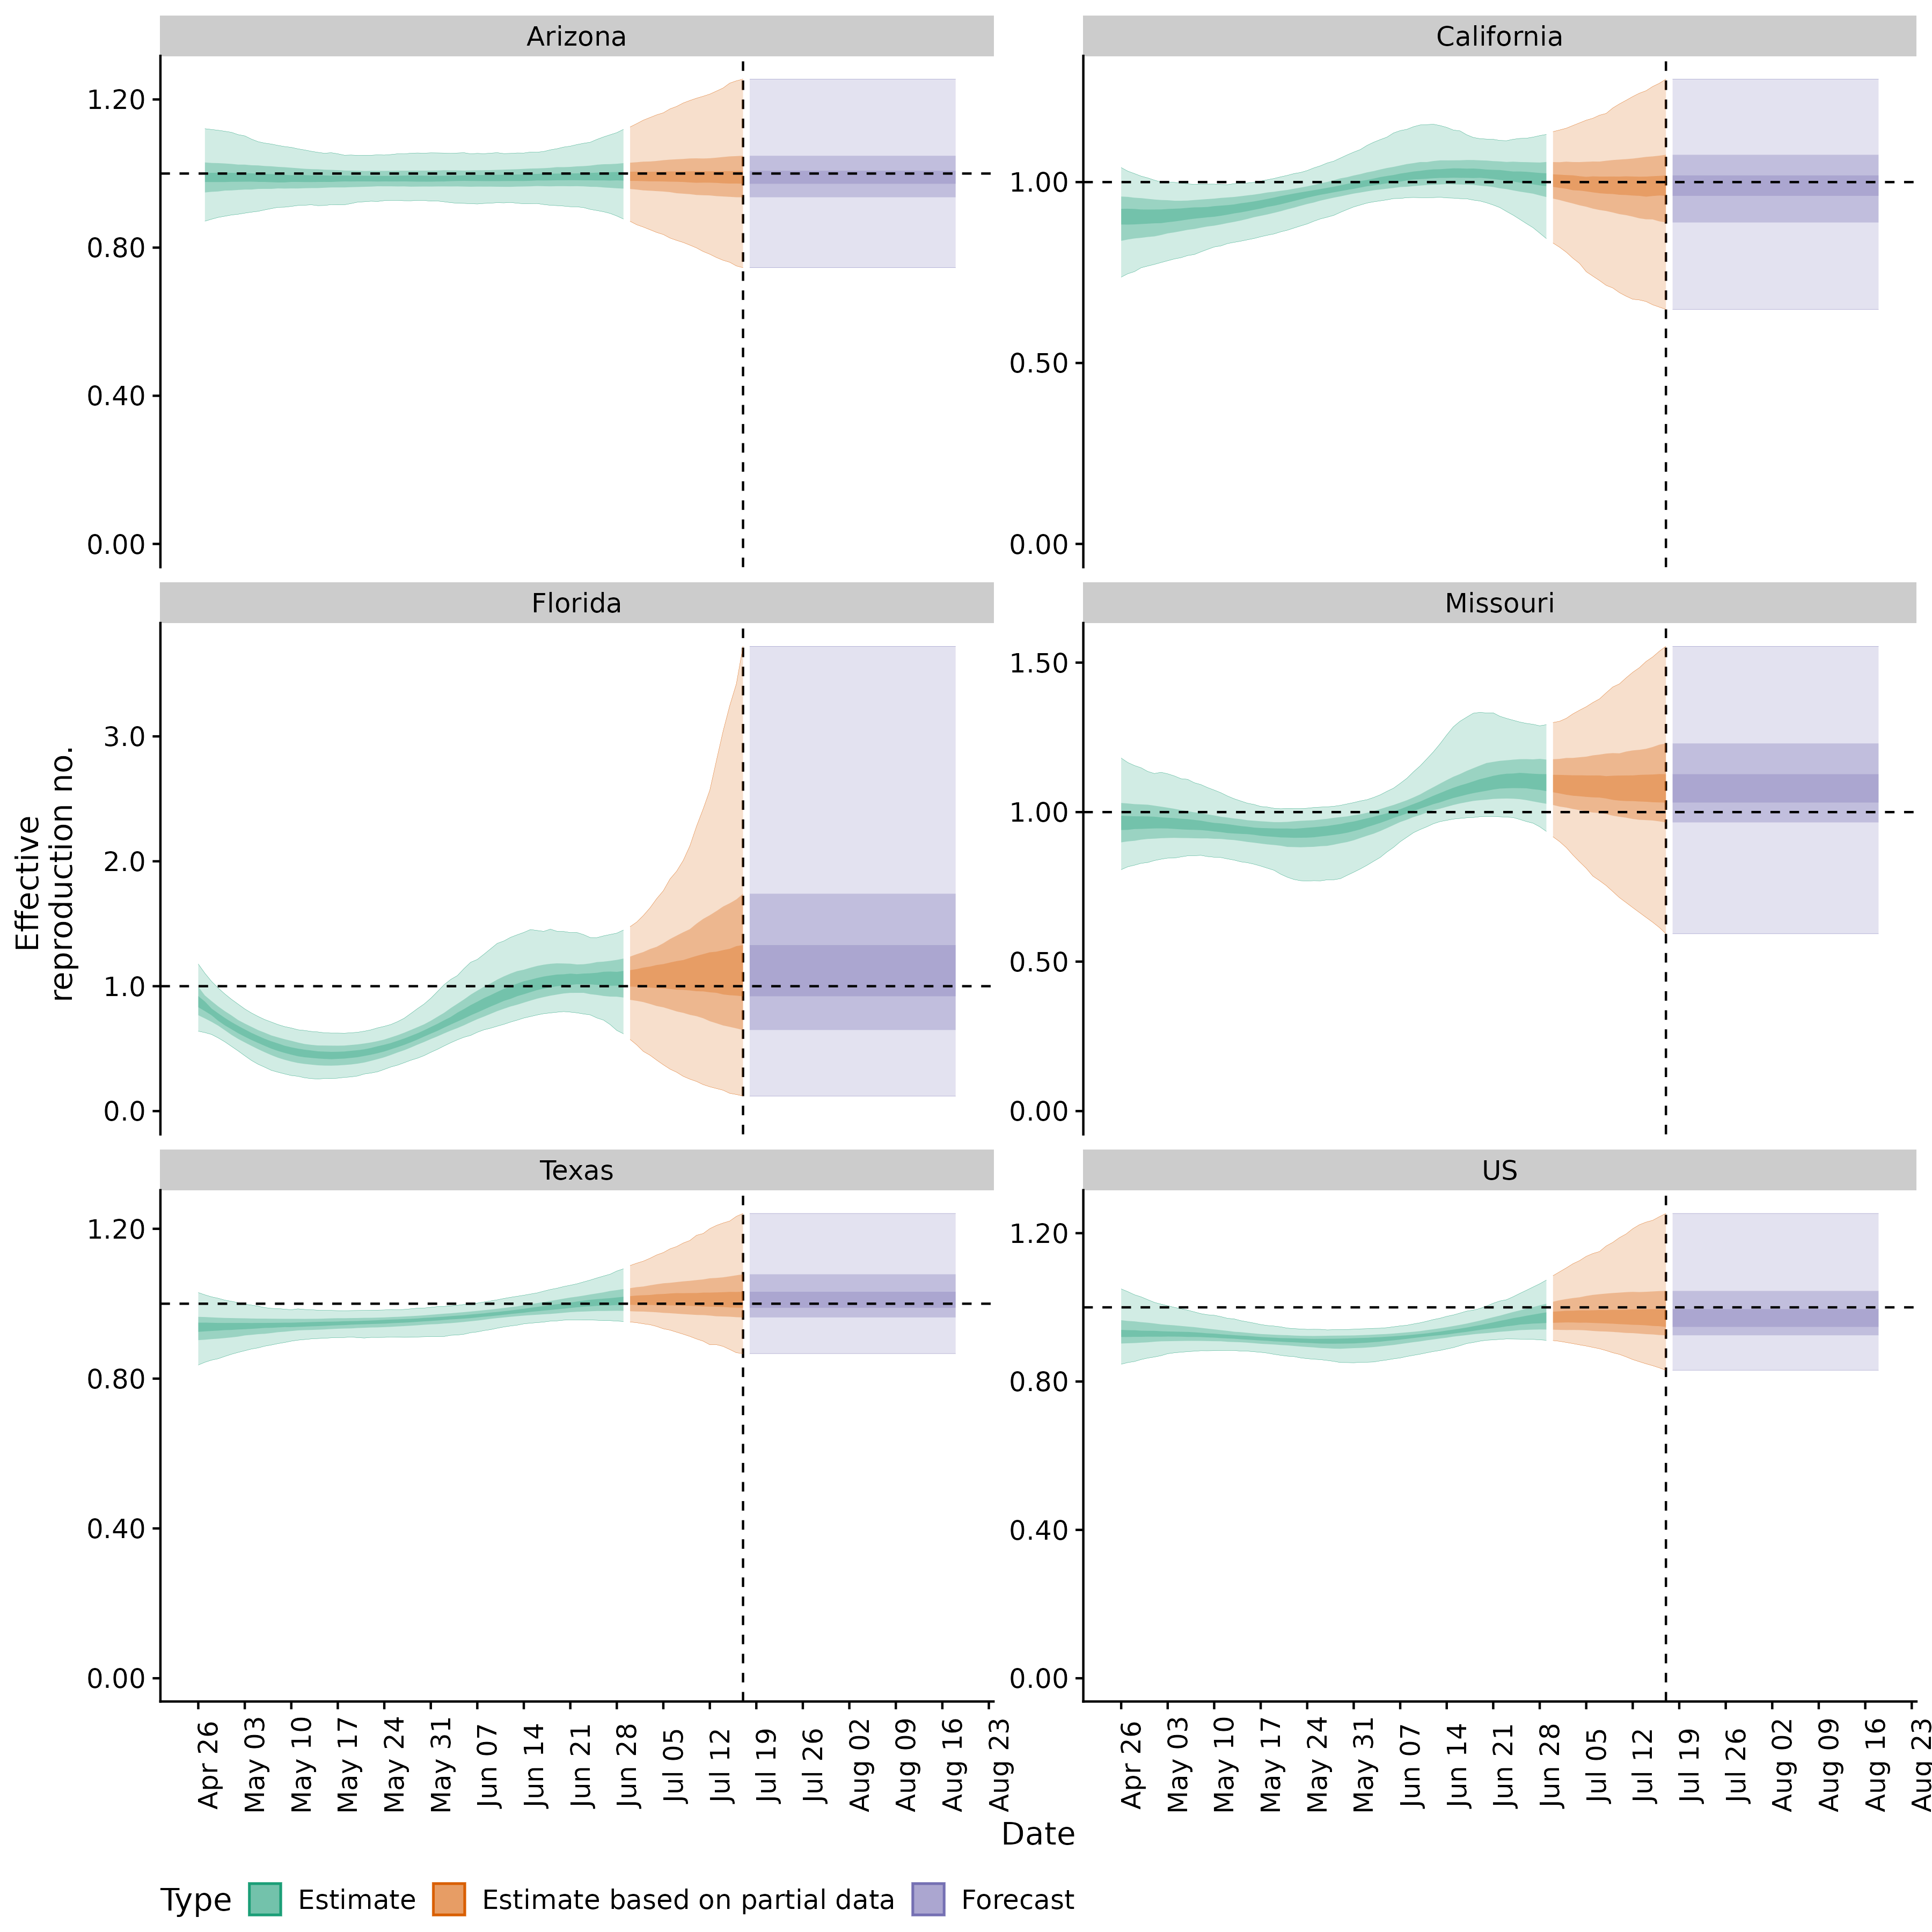 Arizona
California
1.20
0.80
0.40
0.00
1.00
0.50
0.00
Florida
Missouri
3.0
2.0
1.0
0.0
1.50
1.00
0.50
0.00
Effective
reproduction no.
Texas
US
1.20
0.80
0.40
0.00
1.20
0.80
0.40
0.00
Apr 26
May 03
May 10
May 17
May 24
May 31
Jun 07
Jun 14
Jun 21
Jun 28
Jul 05
Jul 12
Jul 19
Jul 26
Aug 02
Aug 09
Aug 16
Aug 23
Apr 26
May 03
May 10
May 17
May 24
May 31
Jun 07
Jun 14
Jun 21
Jun 28
Jul 05
Jul 12
Jul 19
Jul 26
Aug 02
Aug 09
Aug 16
Aug 23
Date
Type Estimate Estimate based on partial data Forecast